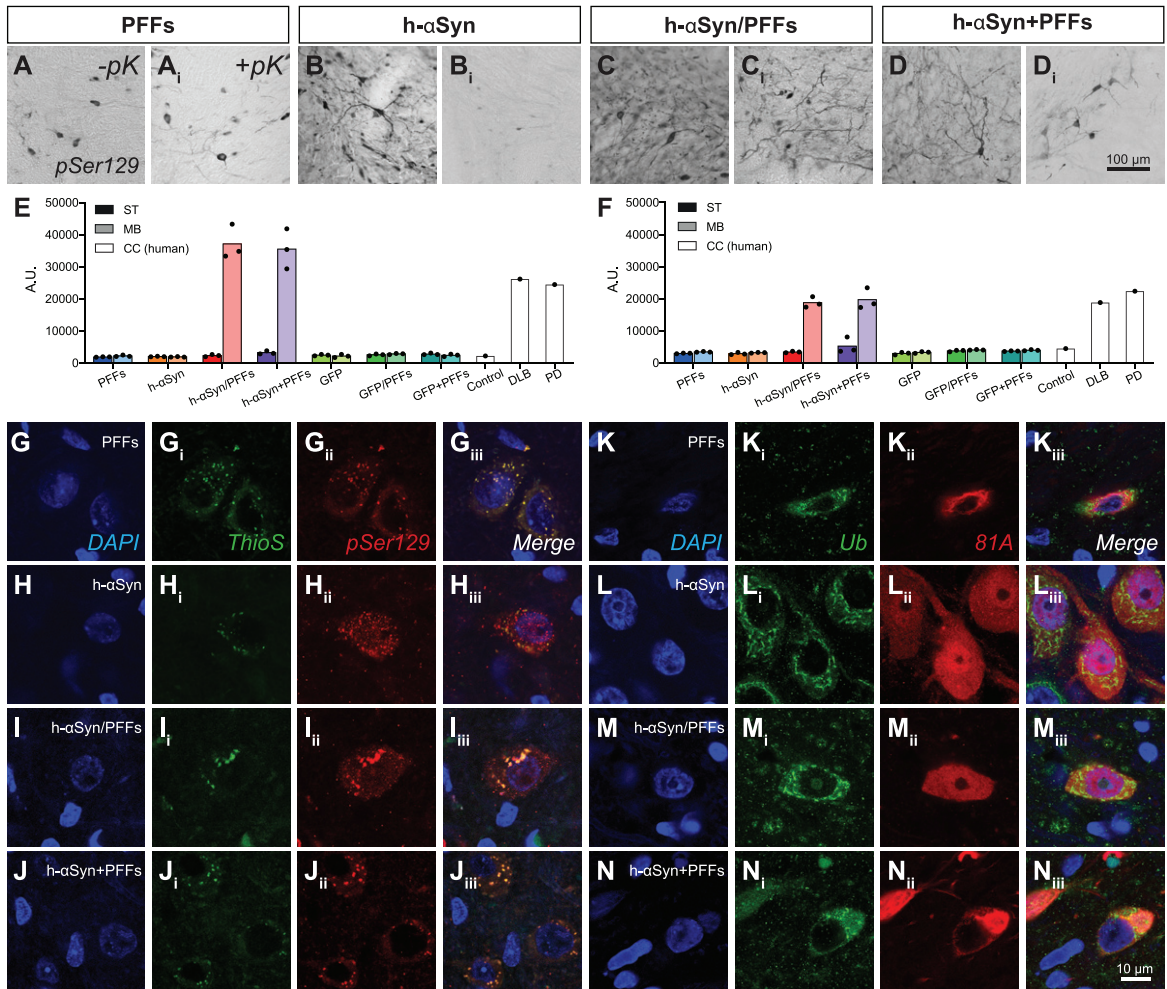 PFFs h-αSyn h-αSyn/PFFs h-αSyn+PFFs
A -pK Ai +pK B Bi C Ci D Di
pSer129 100 µm
E 50000 ST F 50000 ST
40000 MB 40000 MB
30000 CC (human) 30000 CC (human)
A.U. A.U.
20000 20000
10000 10000
0 0
PFFs h-αSyn h-αSyn/PFFs h-αSyn+PFFs GFP GFP/PFFs GFP+PFFs Control DLB PD PFFs h-αSyn h-αSyn/PFFs h-αSyn+PFFs GFP GFP/PFFs GFP+PFFs Control DLB PD
G PFFs Gi Gii Giii K PFFs Ki Kii Kiii
DAPI ThioS pSer129 Merge DAPI Ub 81A Merge
H h-αSyn Hi Hii Hiii L h-αSyn Li Lii Liii
I h-αSyn/PFFs Ii Iii Iiii M h-αSyn/PFFs Mi Mii Miii
J h-αSyn+PFFs Ji Jii Jiii N h-αSyn+PFFs Ni Nii Niii
10 µm